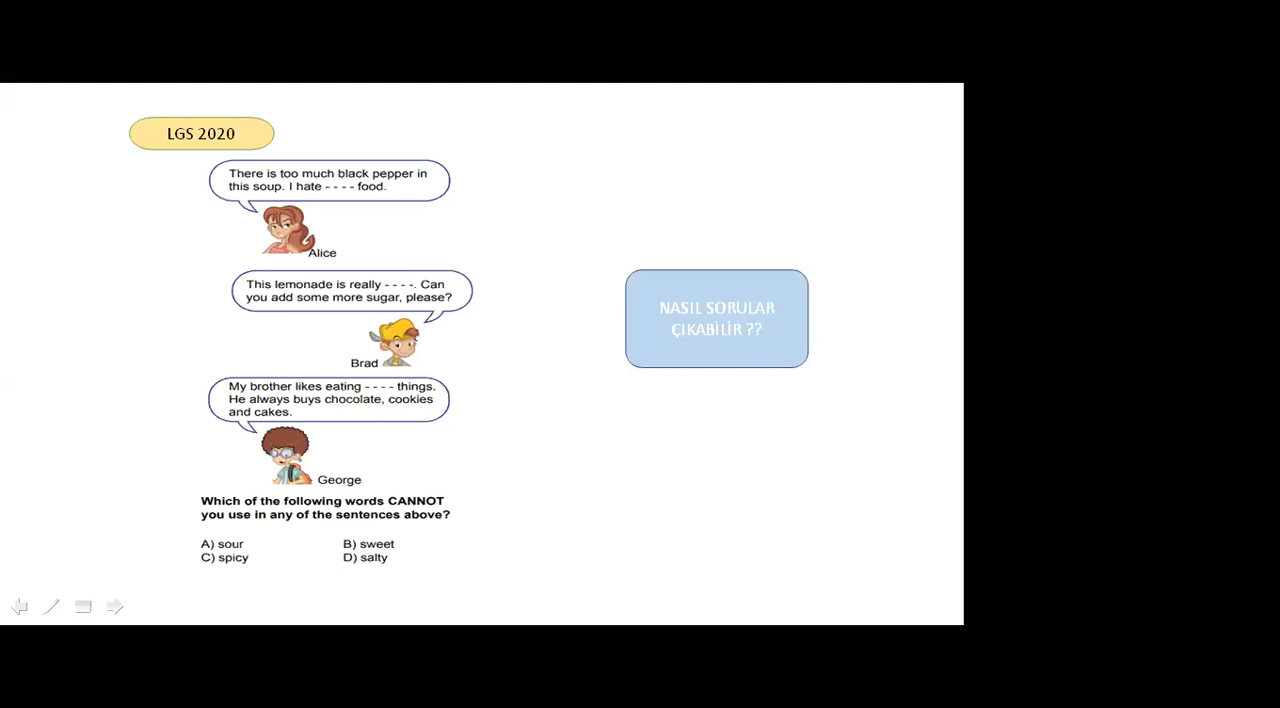 LGS 2020
There is too much black pepper in
this soup. I hate - - - - food.
Alice
This lemonade is really - - - -. Can
you add some more sugar, please?
Brad
My brother likes eating - - - - things.
He always buys chocolate, cookies
and cakes.
George
Which of the following words CANNOT
you use in any of the sentences above?
A) sour B) sweet
C) spicy D) salty
NASIL SORULAR
ÇIKABİLİR ??